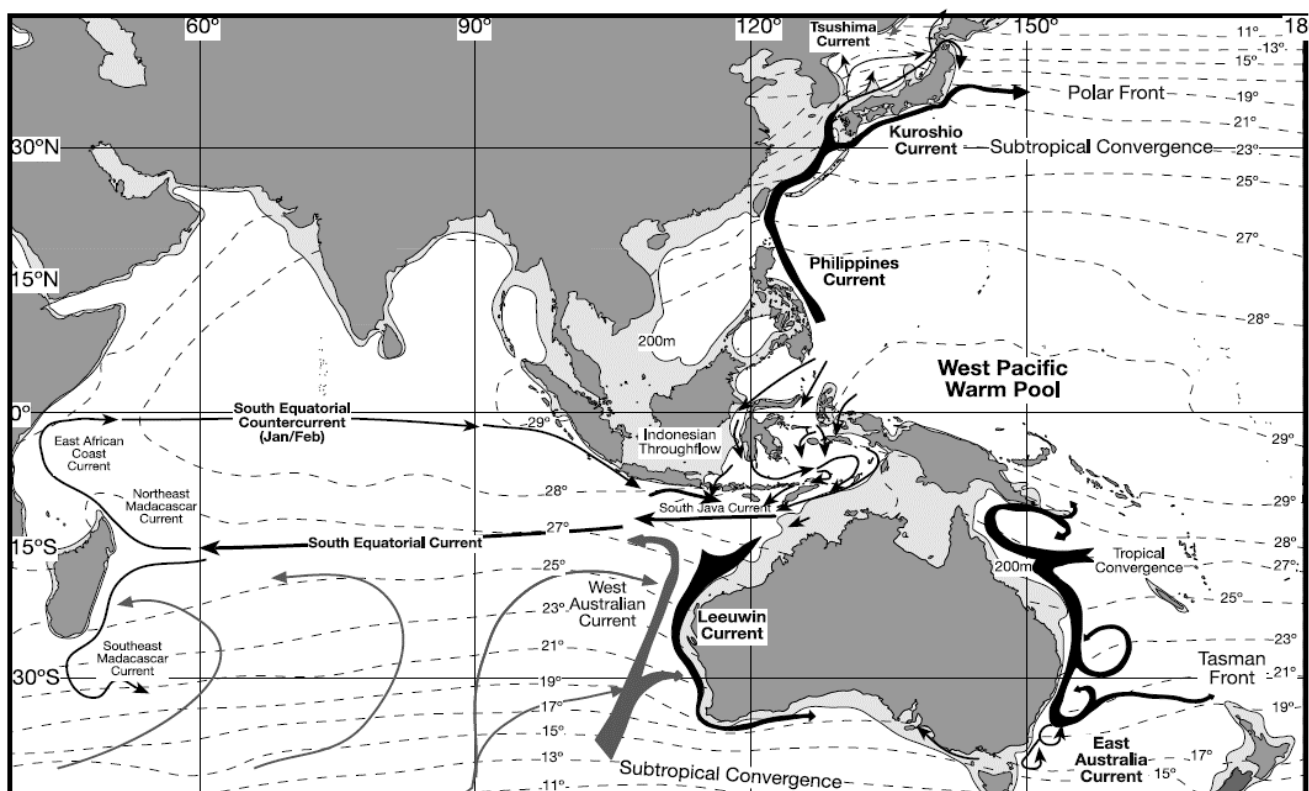 60°
90°
120°
150°
18
Tsushima
Current
11°
13°
15°
Polar Front
19°
21°
Kuroshio
Current
Subtropical Convergence
23°
30°N
25°
27°
Philippines
Current
15°N
28°
200m
West Pacific
Warm Pool
0°
South Equatorial
Countercurrent
(Jan/Feb)
29°
Indonesian
Throughflow
29°
East African
Coast
Current
28°
Northeast
Madagascar
Current
South Java Current
29°
27°
28°
15°S
South Equatorial Current
200m
Tropical
Convergence
27°
25°
West
Australian
Current
25°
23°
Leeuwin
Current
21°
23°
Southeast
Madagascar
Current
Tasman
Front
30°S
21°
19°
17°
19°
15°
East
Australia
Current
17°
13°
15°
Subtropical Convergence
11°